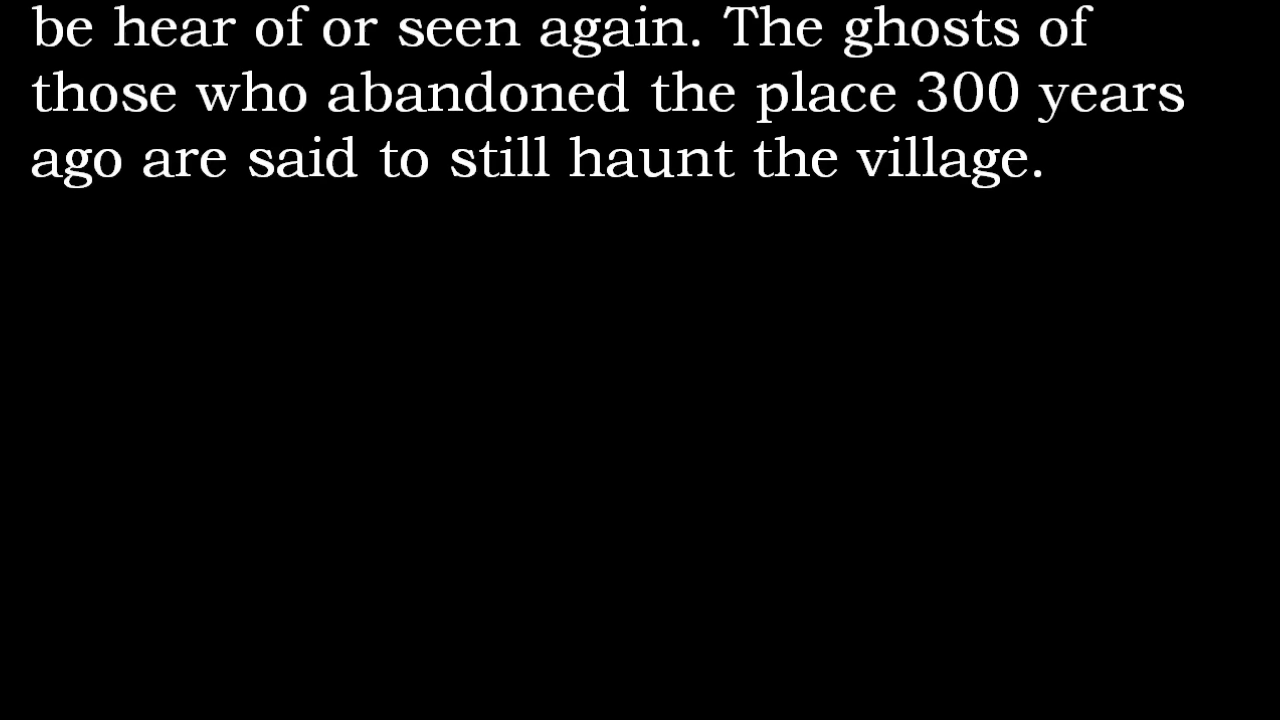 be hear of or seen again. The ghosts of
those who abandoned the place 300 years
ago are said to still haunt the village.